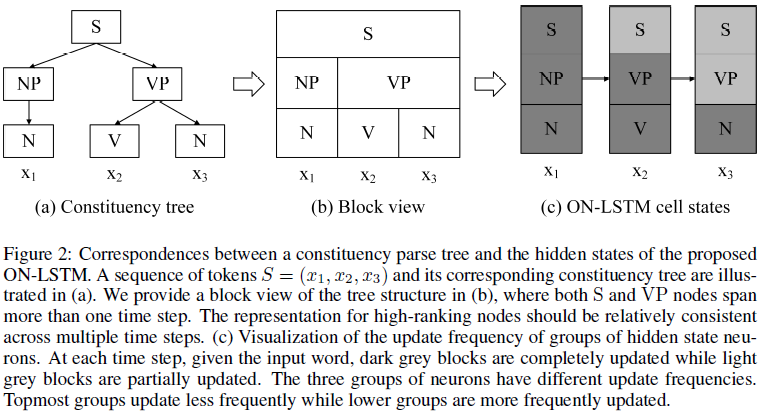 S
NP VP
N V N
x1 x2 x3
(a) Constituency tree
S
NP VP
N V N
x1 x2 x3
(b) Block view
S S S
NP VP VP
N V N
x1 x2 x3
(c) ON-LSTM cell states
Figure 2: Correspondences between a constituency parse tree and the hidden states of the proposed
ON-LSTM. A sequence of tokens S = (x1, x2, x3) and its corresponding constituency tree are illus-
trated in (a). We provide a block view of the tree structure in (b), where both S and VP nodes span
more than one time step. The representation for high-ranking nodes should be relatively consistent
across multiple time steps. (c) Visualization of the update frequency of groups of hidden state neu-
rons. At each time step, given the input word, dark grey blocks are completely updated while light
grey blocks are partially updated. The three groups of neurons have different update frequencies.
Topmost groups update less frequently while lower groups are more frequently updated.